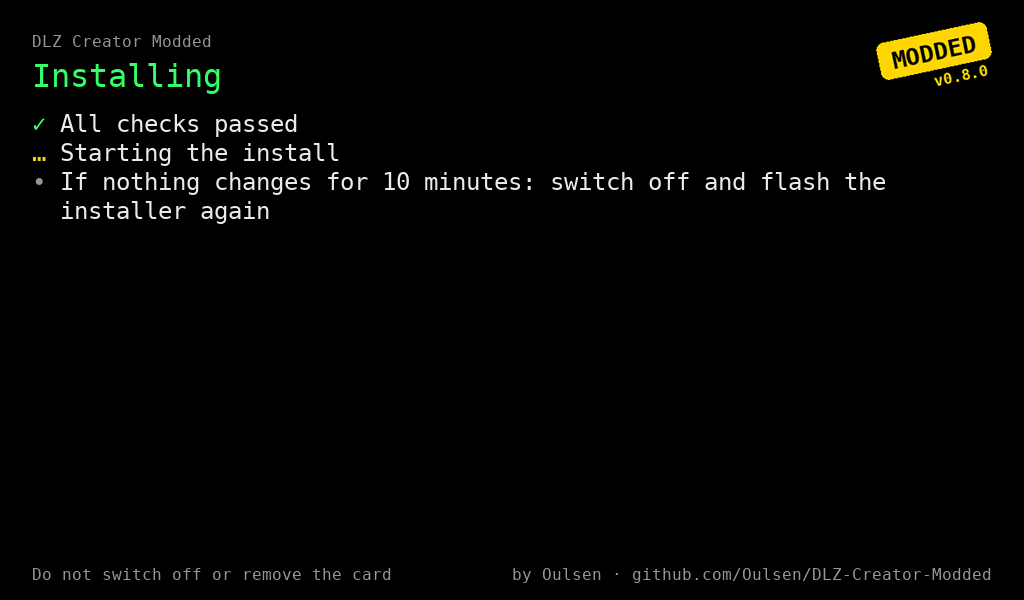 DLZ Creator Modded
MODDED
v0.8.0
Installing
✓ All checks passed
… Starting the install
• If nothing changes for 10 minutes: switch off and flash the
installer again
Do not switch off or remove the card
by Oulsen · github.com/Oulsen/DLZ-Creator-Modded